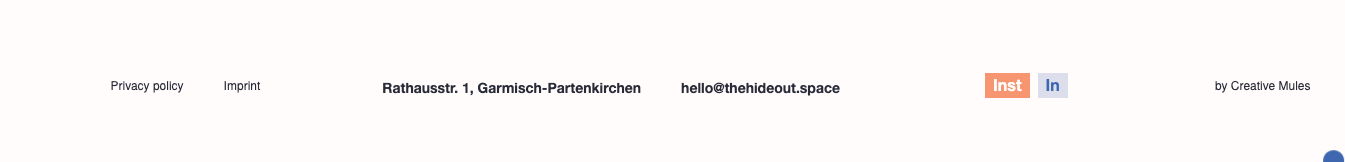 Privacy policy Imprint Rathausstr. 1, Garmisch-Partenkirchen hello@thehideout.space Inst In by Creative Mules